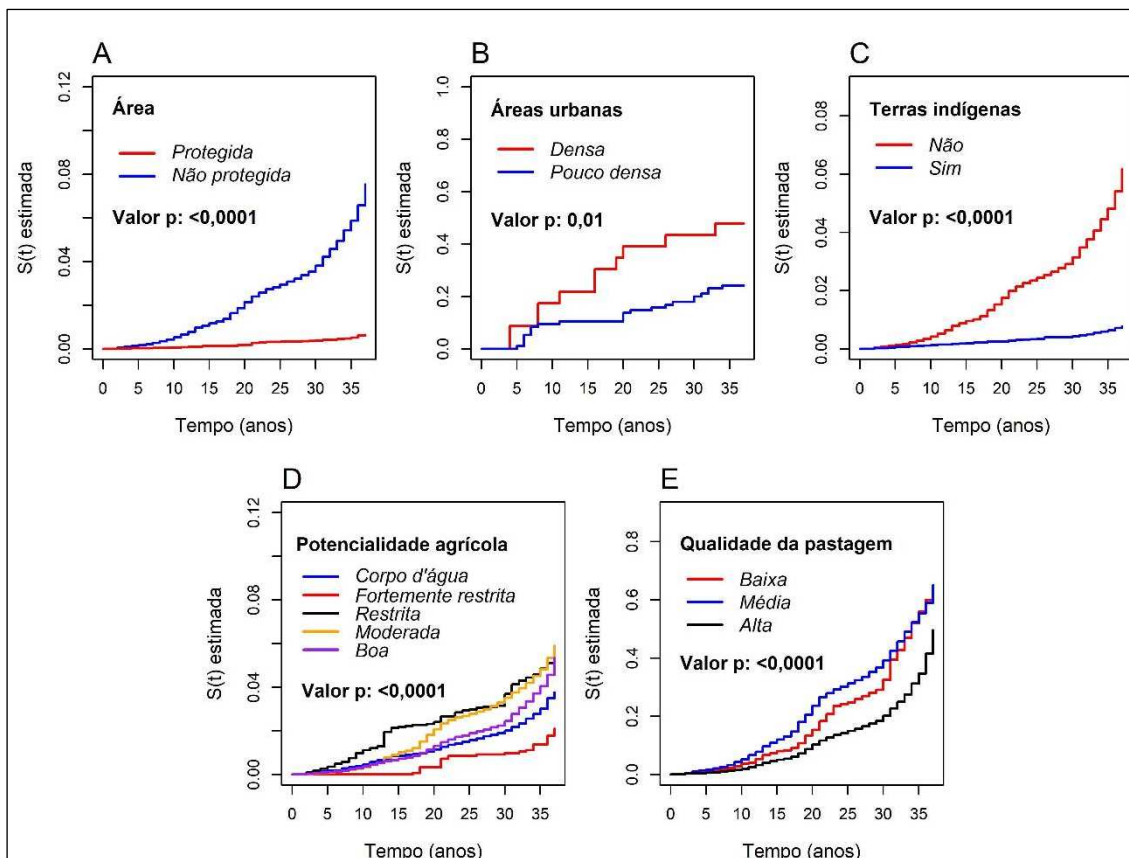 A
Área
Protegida
Não protegida
Valor p: <0,0001
S(t) estimada
0.00
0.04
0.08
0.12
0
5
10
15
20
25
30
35
Tempo (anos)
B
Áreas urbanas
Densa
Pouco densa
Valor p: 0,01
S(t) estimada
0.0
0.2
0.4
0.6
0.8
1.0
0
5
10
15
20
25
30
35
Tempo (anos)
C
Terras indígenas
Não
Sim
Valor p: <0,0001
S(t) estimada
0.00
0.02
0.04
0.06
0.08
0
5
10
15
20
25
30
35
Tempo (anos)
D
Potencialidade agrícola
Corpo d'água
Fortemente restrita
Restrita
Moderada
Boa
Valor p: <0,0001
S(t) estimada
0.00
0.04
0.08
0.12
0
5
10
15
20
25
30
35
Tempo (anos)
E
Qualidade da pastagem
Baixa
Média
Alta
Valor p: <0,0001
S(t) estimada
0.0
0.2
0.4
0.6
0.8
0
5
10
15
20
25
30
35
Tempo (anos)